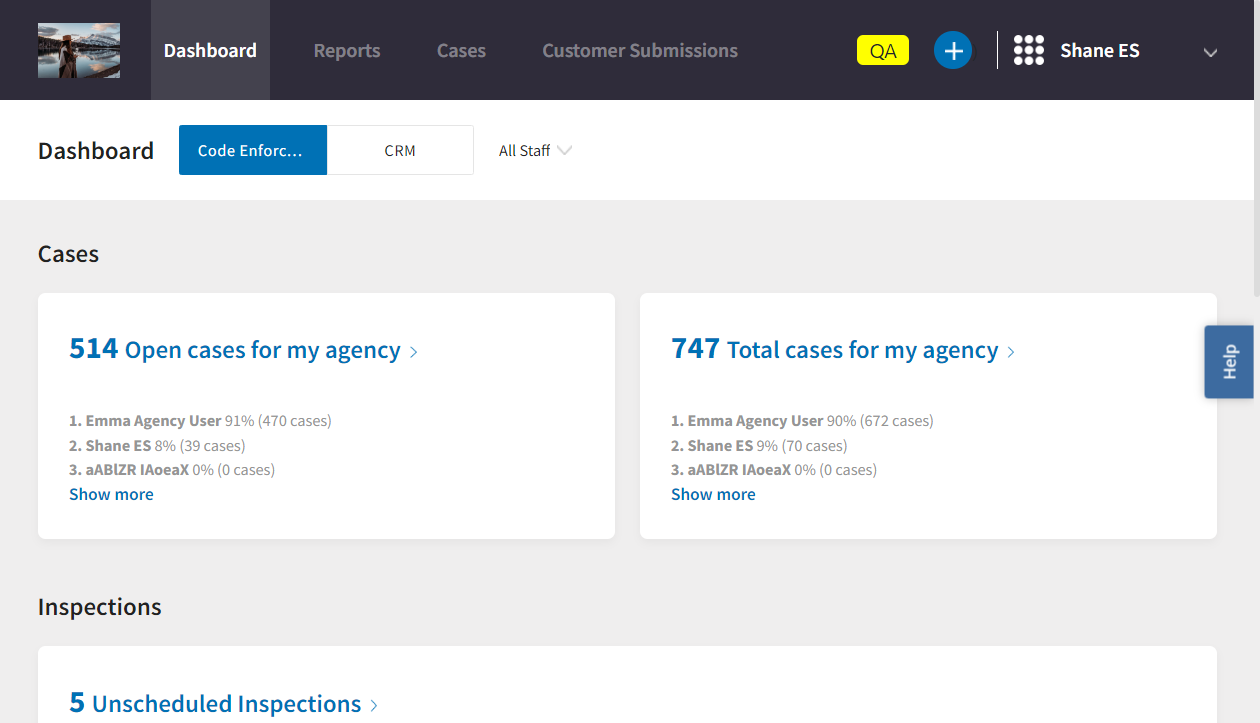 Dashboard Reports Cases Customer Submissions QA Shane ES
Dashboard Code Enforc... CRM All Staff
Cases
514 Open cases for my agency
1. Emma Agency User 91% (470 cases)
2. Shane ES 8% (39 cases)
3. aABlZR IAoeaX 0% (0 cases)
Show more
747 Total cases for my agency
1. Emma Agency User 90% (672 cases)
2. Shane ES 9% (70 cases)
3. aABlZR IAoeaX 0% (0 cases)
Show more
Help
Inspections
5 Unscheduled Inspections